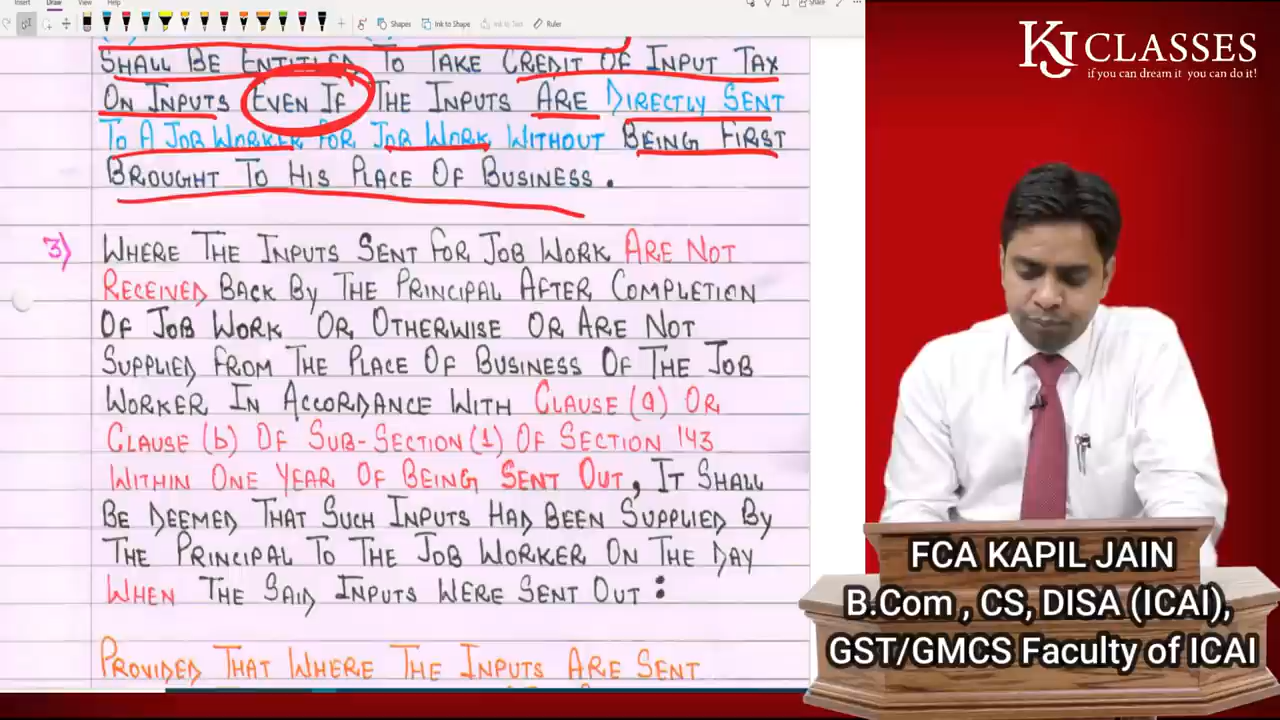 Draw
View
Help
Share
Shapes
Ink to Shape
Ink to Text
Ruler
SHALL BE ENTITLED TO TAKE CREDIT OF INPUT TAX
ON INPUTS EVEN IF THE INPUTS ARE DIRECTLY SENT
TO A JOB WORKER FOR JOB WORK WITHOUT BEING FIRST
BROUGHT TO HIS PLACE OF BUSINESS.
3) WHERE THE INPUTS SENT FOR JOB WORK ARE NOT
RECEIVED BACK BY THE PRINCIPAL AFTER COMPLETION
OF JOB WORK OR OTHERWISE OR ARE NOT
SUPPLIED FROM THE PLACE OF BUSINESS OF THE JOB
WORKER IN ACCORDANCE WITH CLAUSE (a) OR
CLAUSE (b) OF SUB-SECTION (1) OF SECTION 143
WITHIN ONE YEAR OF BEING SENT OUT, IT SHALL
BE DEEMED THAT SUCH INPUTS HAD BEEN SUPPLIED BY
THE PRINCIPAL TO THE JOB WORKER ON THE DAY
WHEN THE SAID INPUTS WERE SENT OUT :
PROVIDED THAT WHERE THE INPUTS ARE SENT
KJ CLASSES
if you can dream it you can do it!
FCA KAPIL JAIN
B.Com , CS, DISA (ICAI),
GST/GMCS Faculty of ICAI